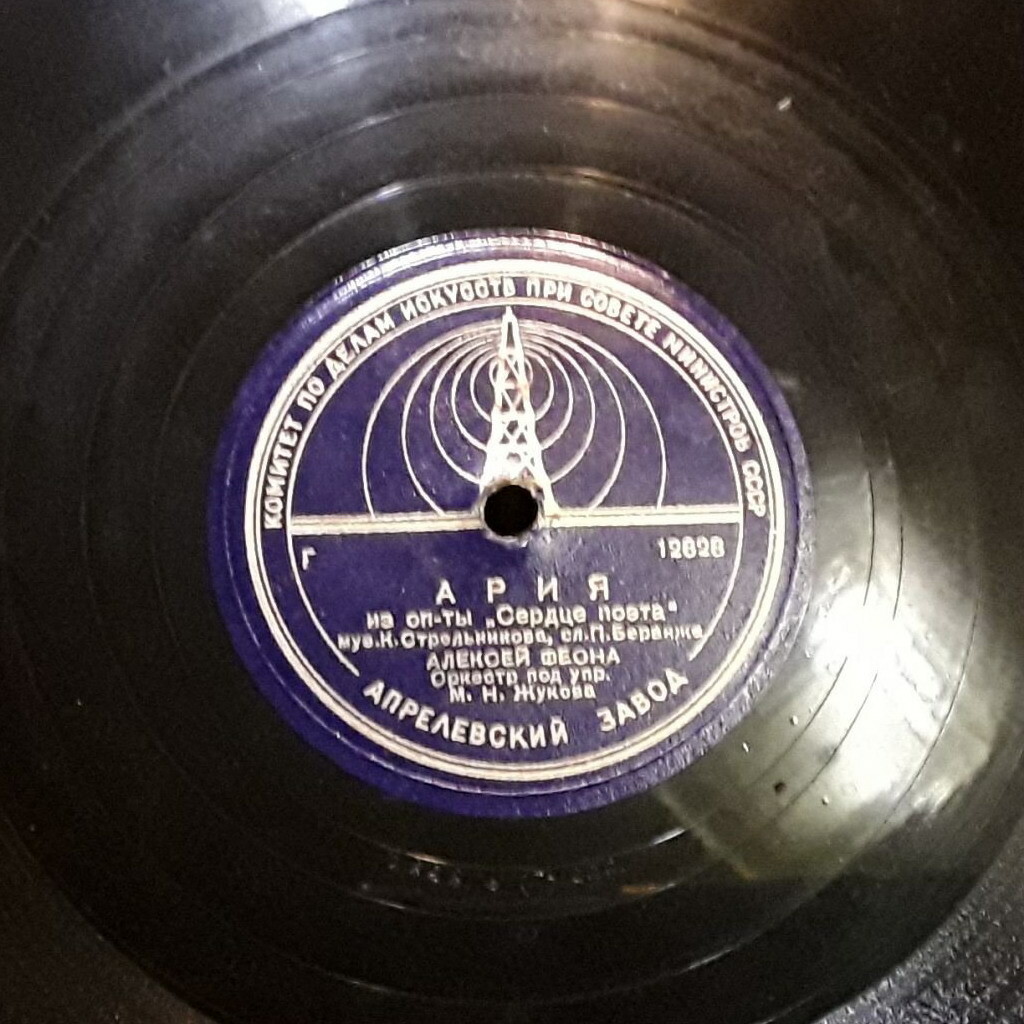 КОМИТЕТ ПО ДЕЛАМ ИСКУССТВ ПРИ СОВЕТЕ МИНИСТРОВ СССР
Г 12828
АРИЯ
из оп-ты „Сердце поэта"
муз. Н. Стрельникова, сл. П. Беранже
АЛЕКСЕЙ ФЕОНА
Оркестр под упр.
М. Н. Жукова
АПРЕЛЕВСКИЙ ЗАВОД